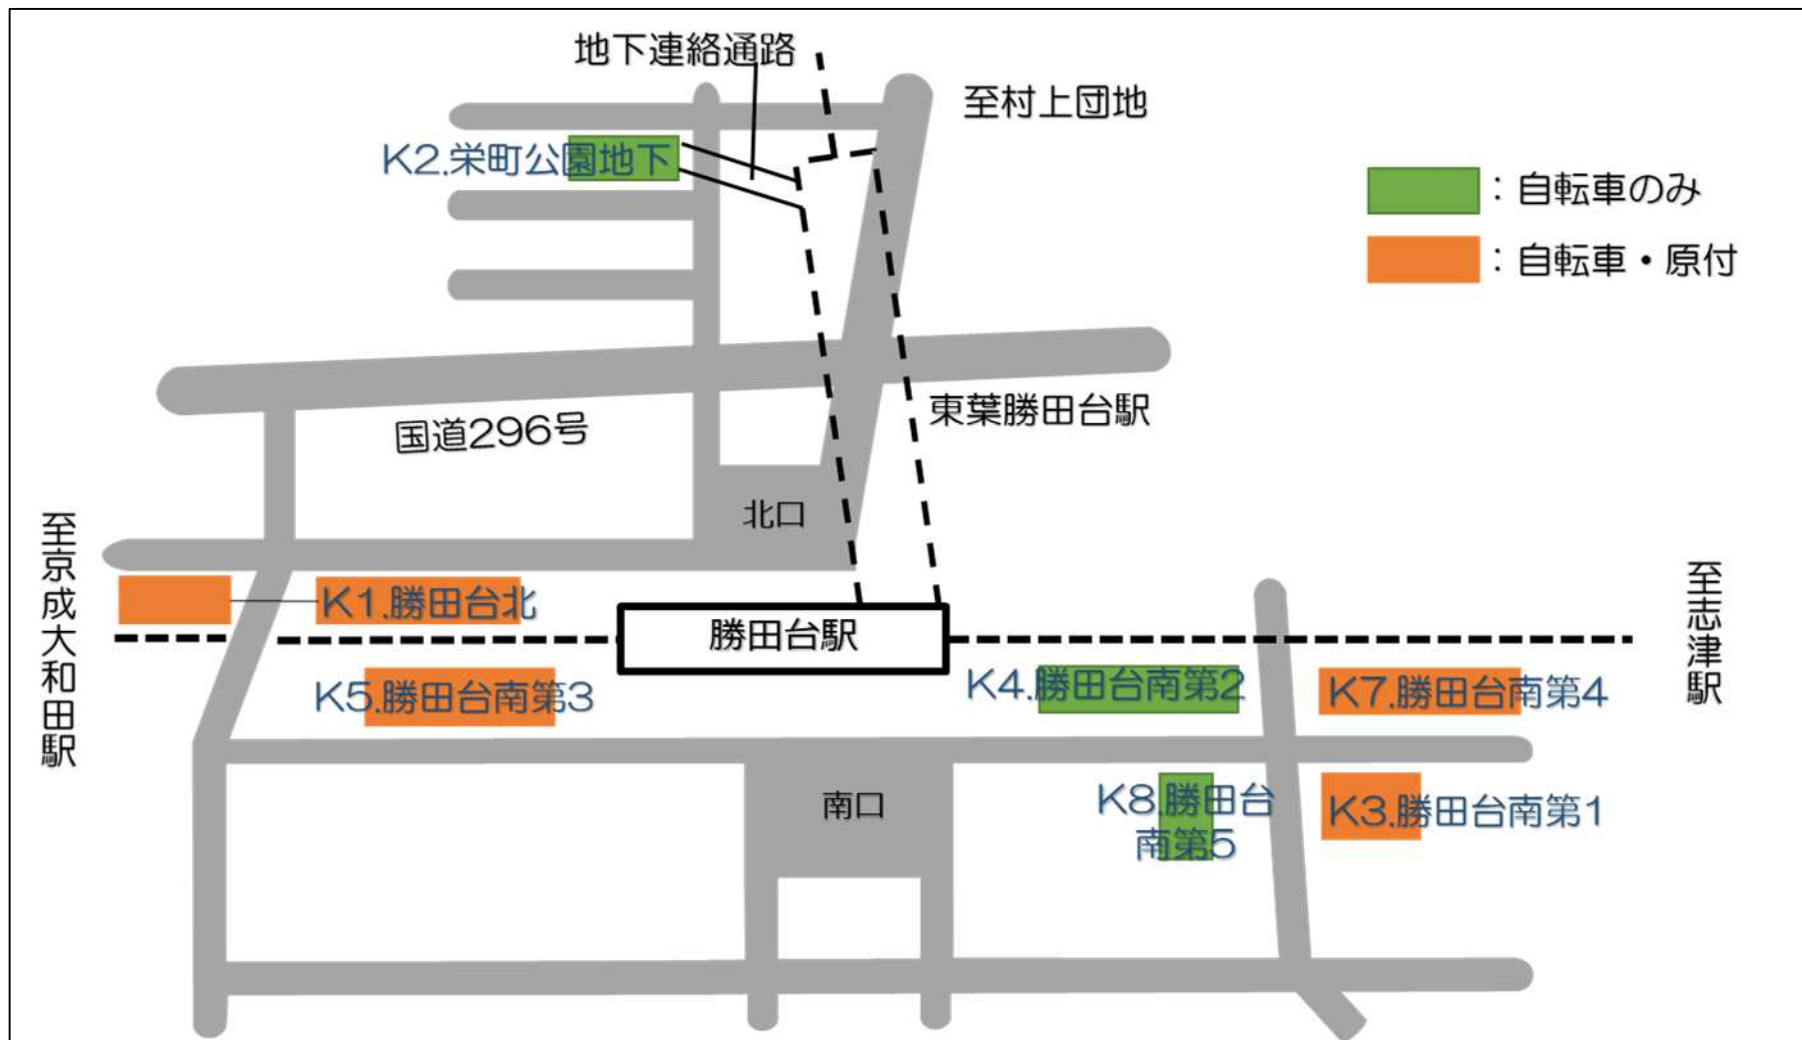 地下連絡通路
至村上団地
K2.栄町公園地下
：自転車のみ
：自転車・原付
東葉勝田台駅
国道296号
北口
至京成大和田駅
至志津駅
K1.勝田台北
勝田台駅
K5.勝田台南第3
K4.勝田台南第2
K7.勝田台南第4
南口
K8.勝田台
南第5
K3.勝田台南第1